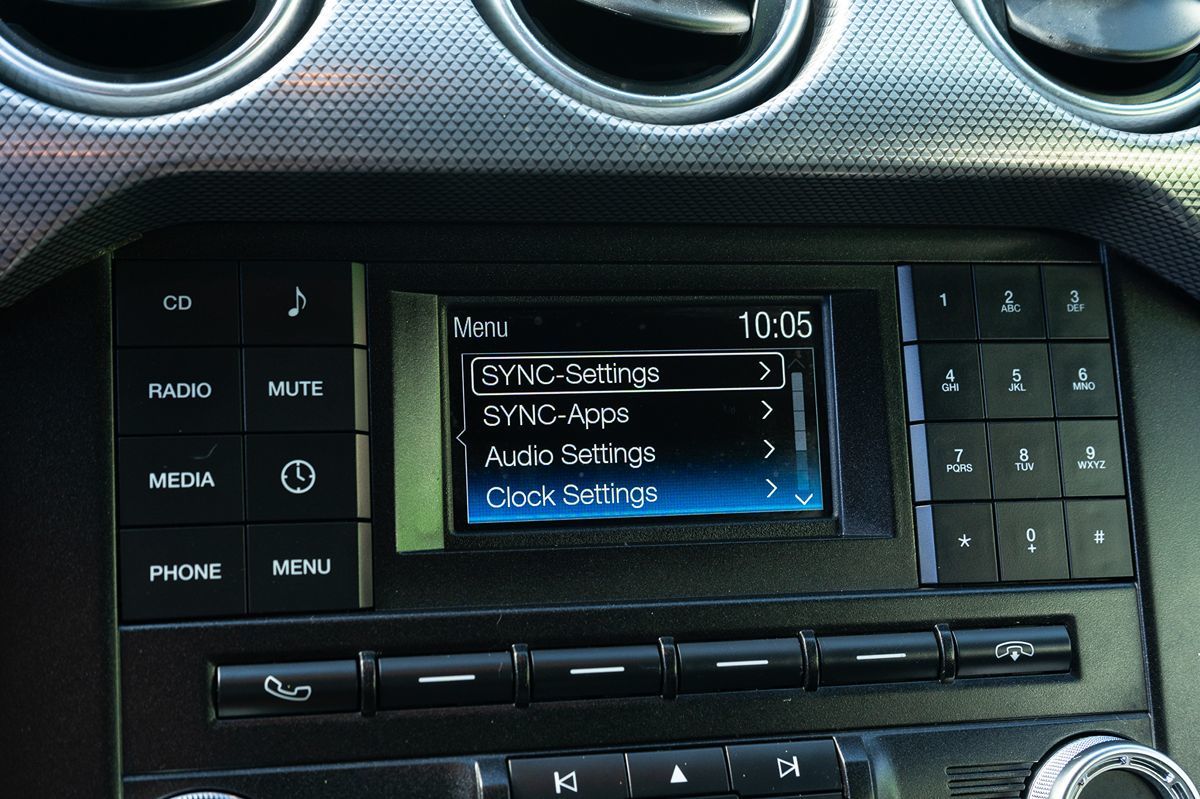 CD
RADIO
MUTE
MEDIA
PHONE
MENU
Menu 10:05
SYNC-Settings
SYNC-Apps
Audio Settings
Clock Settings
1
2
ABC
3
DEF
4
GHI
5
JKL
6
MNO
7
PQRS
8
TUV
9
WXYZ
*
0
+
#